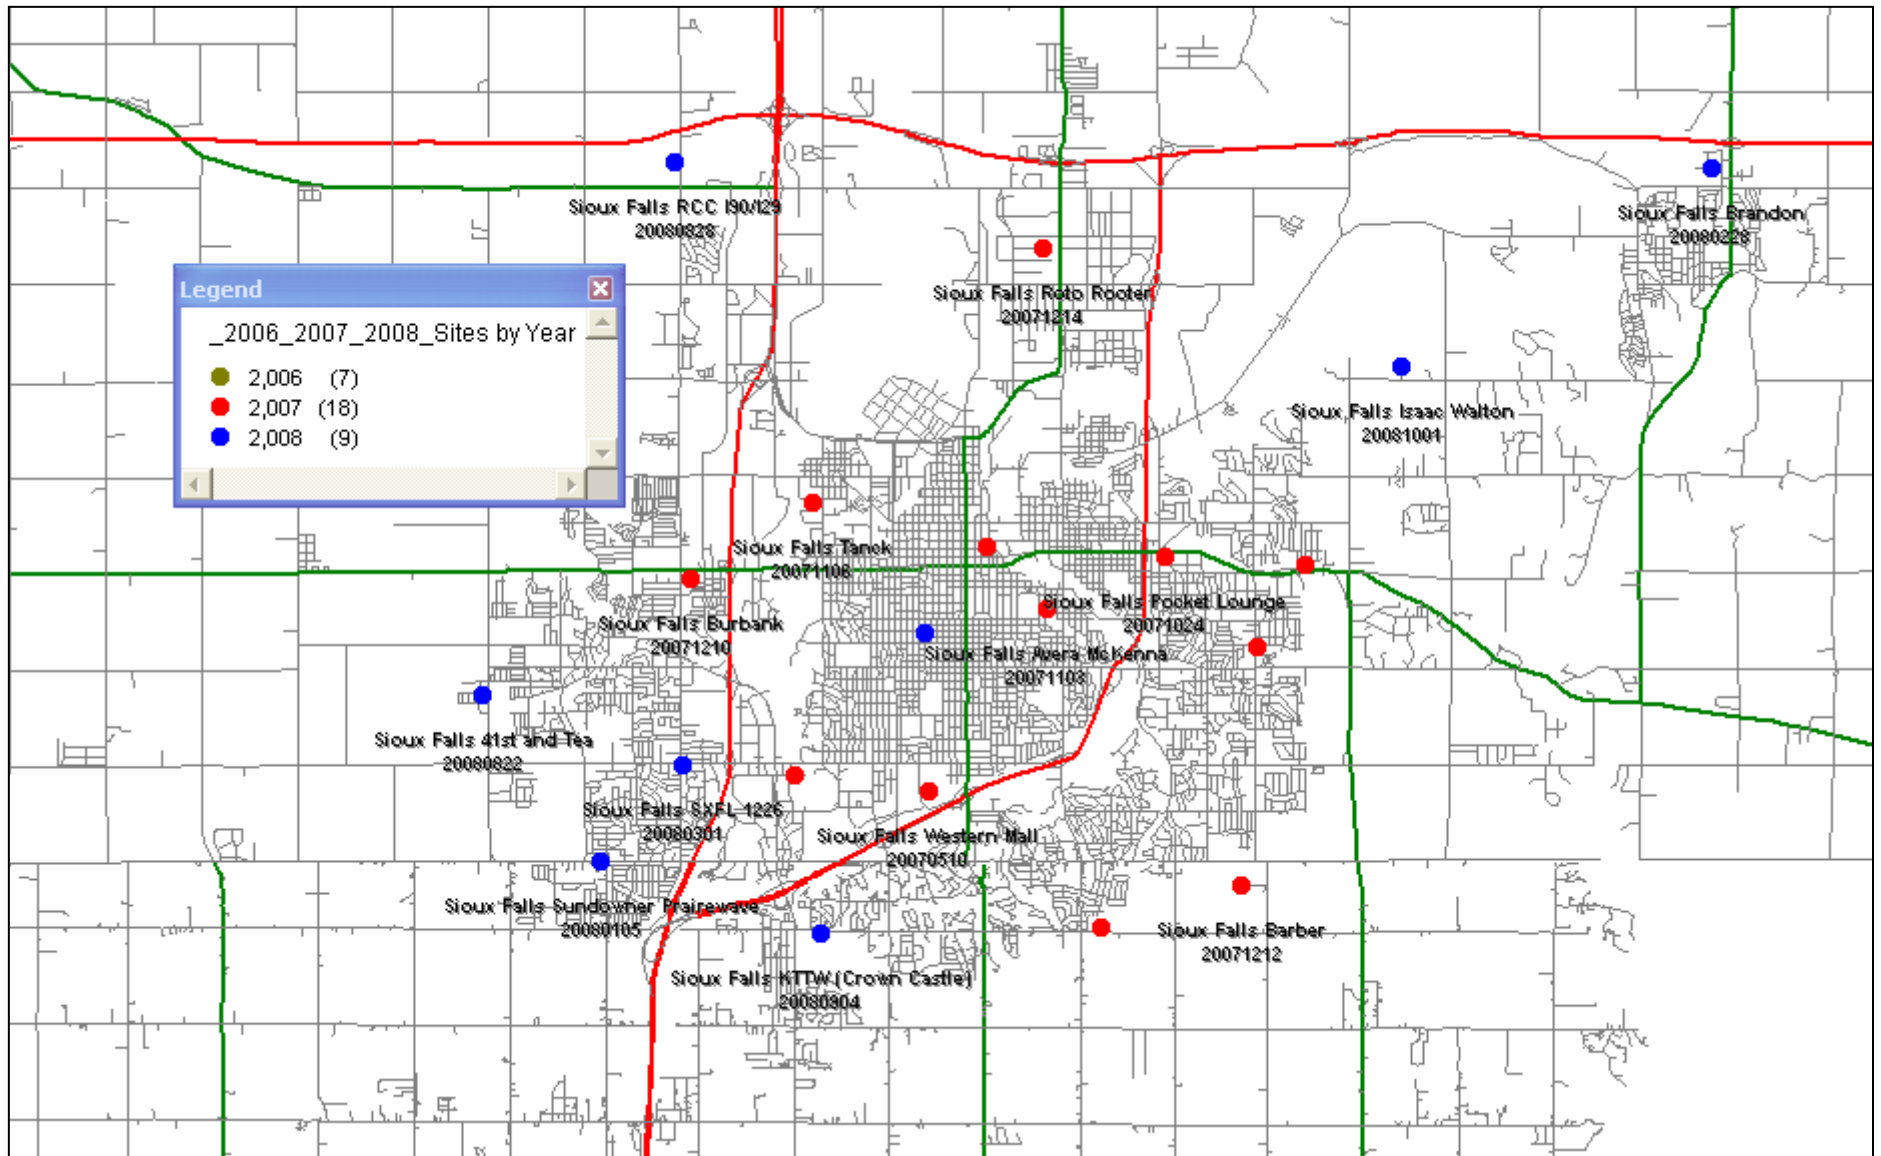 Sioux Falls RCC I90/I29
20080828
Sioux Falls Brandon
20080228
Legend
_2006_2007_2008_Sites by Year
2,006 (7)
2,007 (18)
2,008 (9)
Sioux Falls Roto Rooter
20071214
Sioux Falls Isaac Walton
20081001
Sioux Falls Tanok
20071106
Sioux Falls Pocket Lounge
20071024
Sioux Falls Burbank
20071210
Sioux Falls Avera McKenna
20071103
Sioux Falls 41st and Tea
20080822
Sioux Falls SXFL 1226
20080301
Sioux Falls Western Mall
20070510
Sioux Falls Sundowner Prairewave
20080105
Sioux Falls Barber
20071212
Sioux Falls KTTW (Crown Castle)
20080904